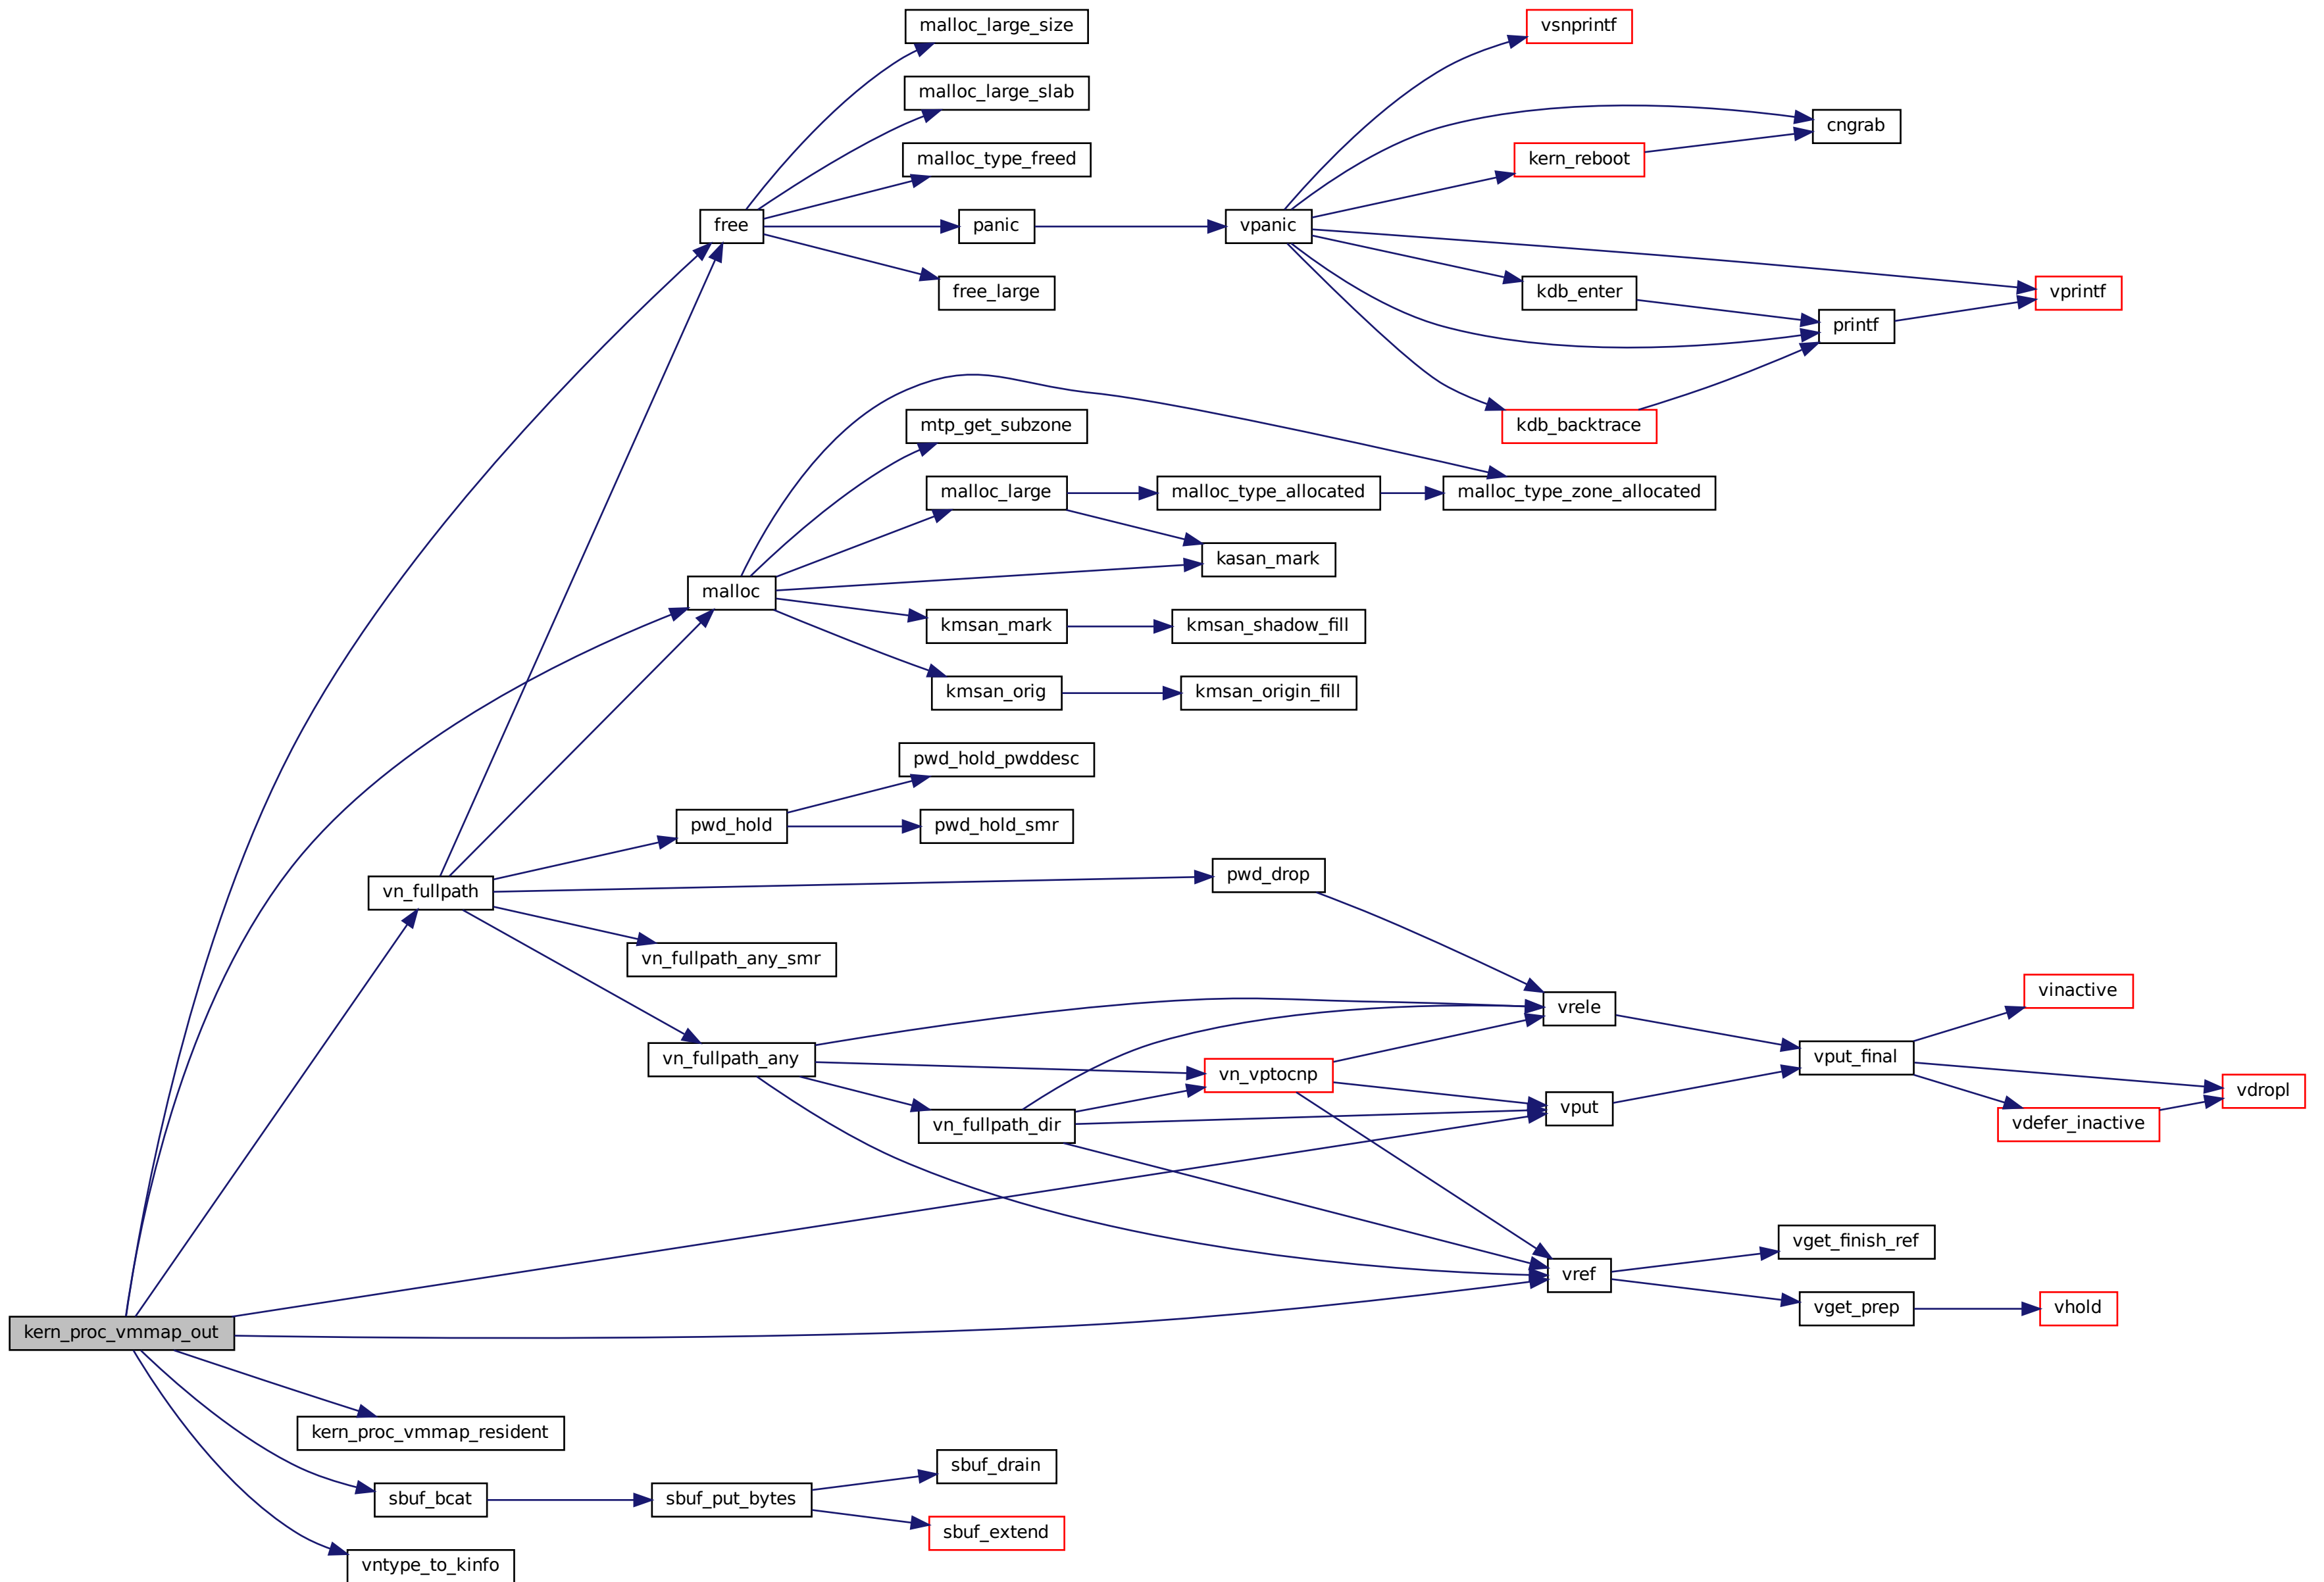 malloc_large_size
vsnprintf
malloc_large_slab
cngrab
malloc_type_freed
kern_reboot
free
panic
vpanic
free_large
kdb_enter
vprintf
printf
mtp_get_subzone
kdb_backtrace
malloc_large
malloc_type_allocated
malloc_type_zone_allocated
kasan_mark
malloc
kmsan_mark
kmsan_shadow_fill
kmsan_orig
kmsan_origin_fill
pwd_hold_pwddesc
pwd_hold
pwd_hold_smr
vn_fullpath
pwd_drop
vn_fullpath_any_smr
vinactive
vrele
vn_fullpath_any
vput_final
vn_vptocnp
vdropl
vput
vn_fullpath_dir
vdefer_inactive
vget_finish_ref
vref
vget_prep
vhold
kern_proc_vmmap_out
kern_proc_vmmap_resident
sbuf_drain
sbuf_bcat
sbuf_put_bytes
sbuf_extend
vntype_to_kinfo